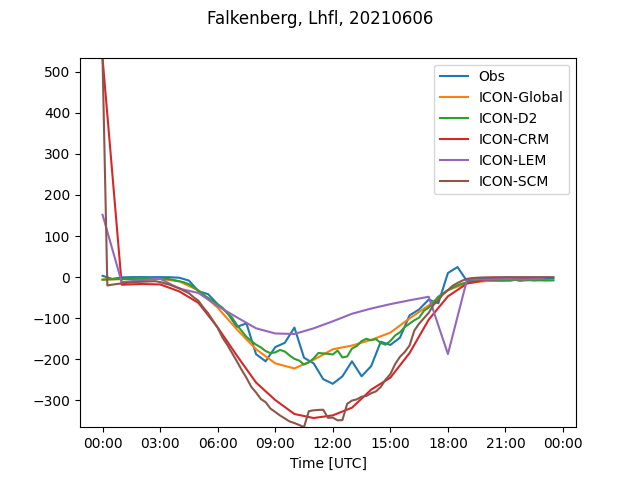 Falkenberg, Lhfl, 20210606
Obs
ICON-Global
ICON-D2
ICON-CRM
ICON-LEM
ICON-SCM
500
400
300
200
100
0
−100
−200
−300
00:00 03:00 06:00 09:00 12:00 15:00 18:00 21:00 00:00
Time [UTC]